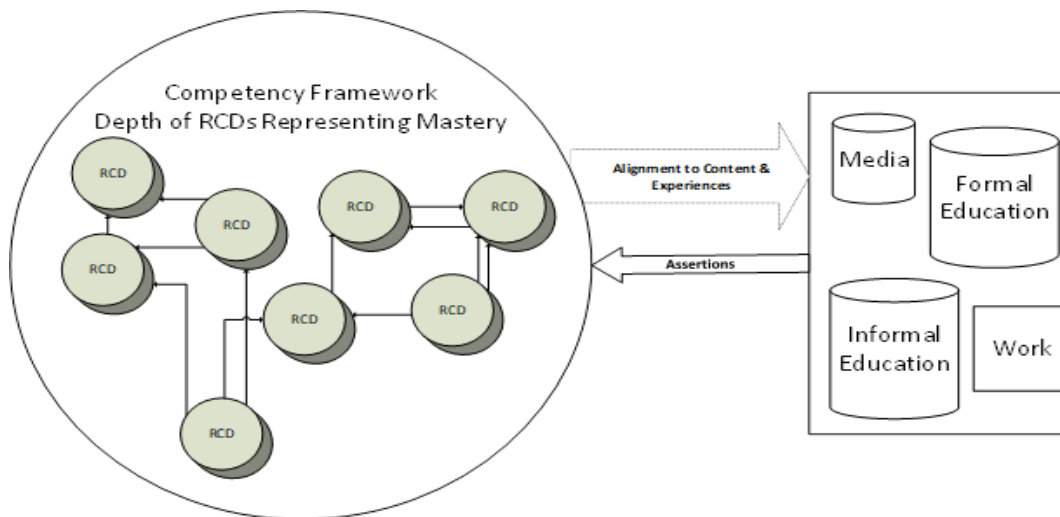 Competency Framework
Depth of RCDs Representing Mastery
RCD
RCD
RCD
RCD
RCD
RCD
RCD
RCD
Alignment to Content &
Experiences
Assertions
Media
Formal
Education
Informal
Education
Work